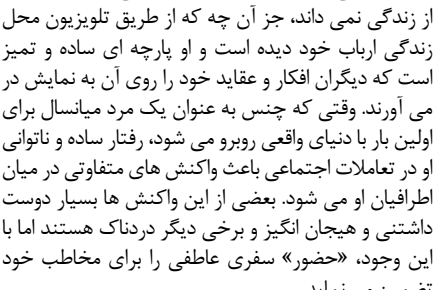 از زندگی نمی داند، جز آن چه که از طریق تلویزیون محل
زندگی ارباب خود دیده است و او پارچه ای ساده و تمیز
است که دیگران افکار و عقاید خود را روی آن به نمایش در
می آورند. وقتی که چنس به عنوان یک مرد میانسال برای
اولین بار با دنیای واقعی روبرو می شود، رفتار ساده و ناتوانی
او در تعاملات اجتماعی باعث واکنش های متفاوتی در میان
اطرافیان او می شود. بعضی از این واکنش ها بسیار دوست
داشتنی و هیجان انگیز و برخی دیگر دردناک هستند اما با
این وجود، «حضور» سفری عاطفی را برای مخاطب خود